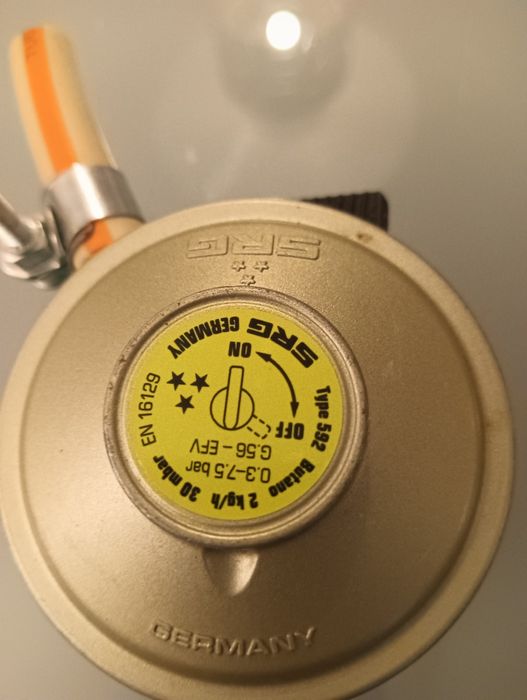 SRG
SRG GERMANY
ON
OFF
Type 592 Butano 2 kg/h 30 mbar
EN 16129
G.56 – EFV
0.3–7.5 bar
GERMANY